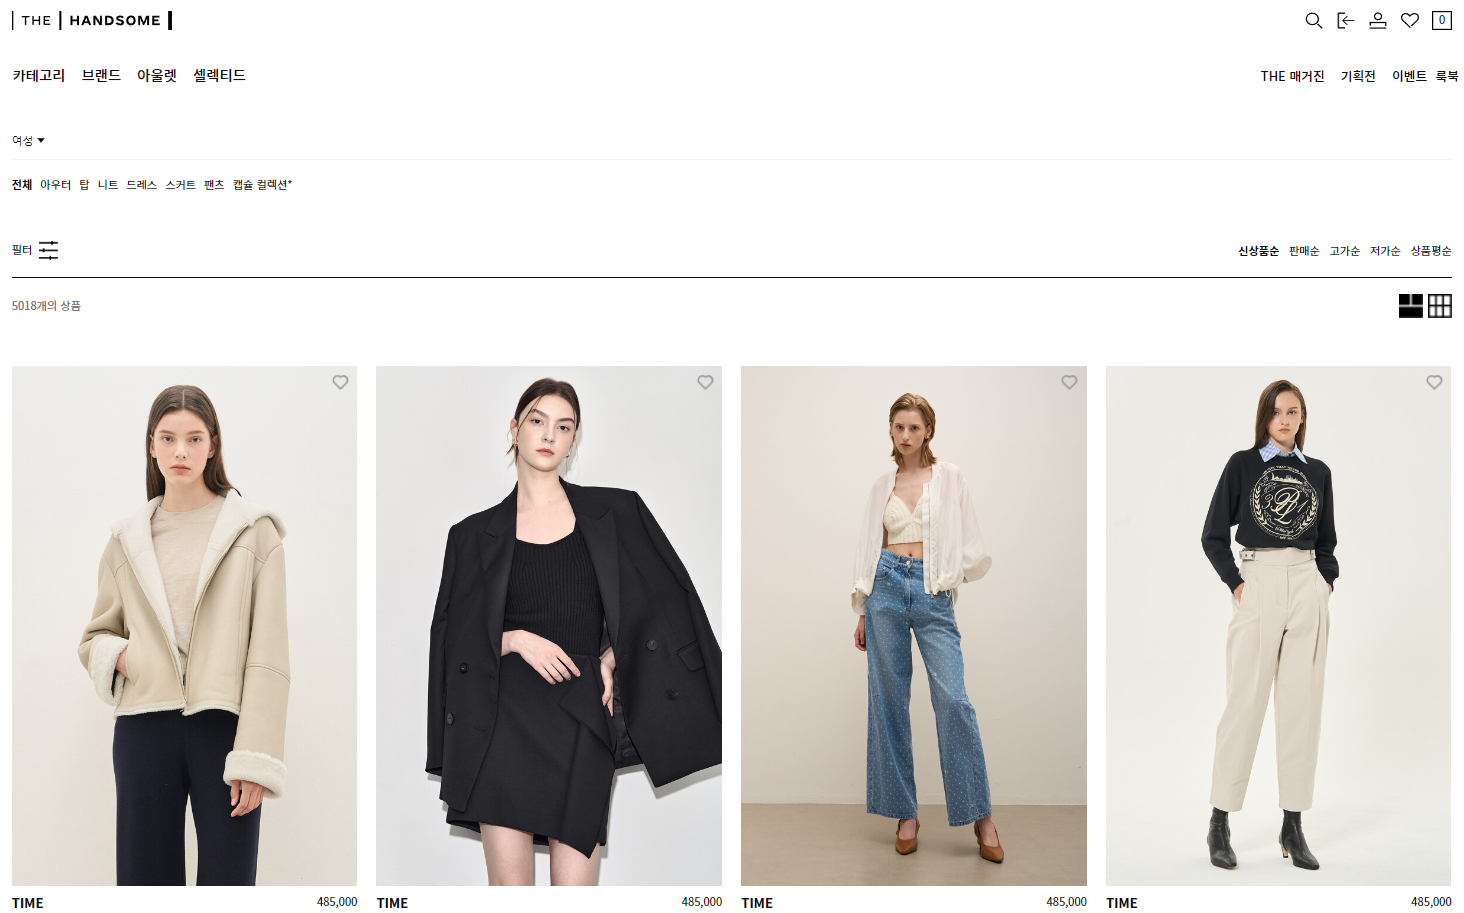 THE HANDSOME
0
카테고리 브랜드 아울렛 셀렉티드
THE 매거진 기획전 이벤트 룩북
여성
전체 아우터 탑 니트 드레스 스커트 팬츠 캡슐 컬렉션*
필터
신상품순 판매순 고가순 저가순 상품평순
5018개의 상품
TIME 485,000
TIME 485,000
TIME 485,000
TIME 485,000